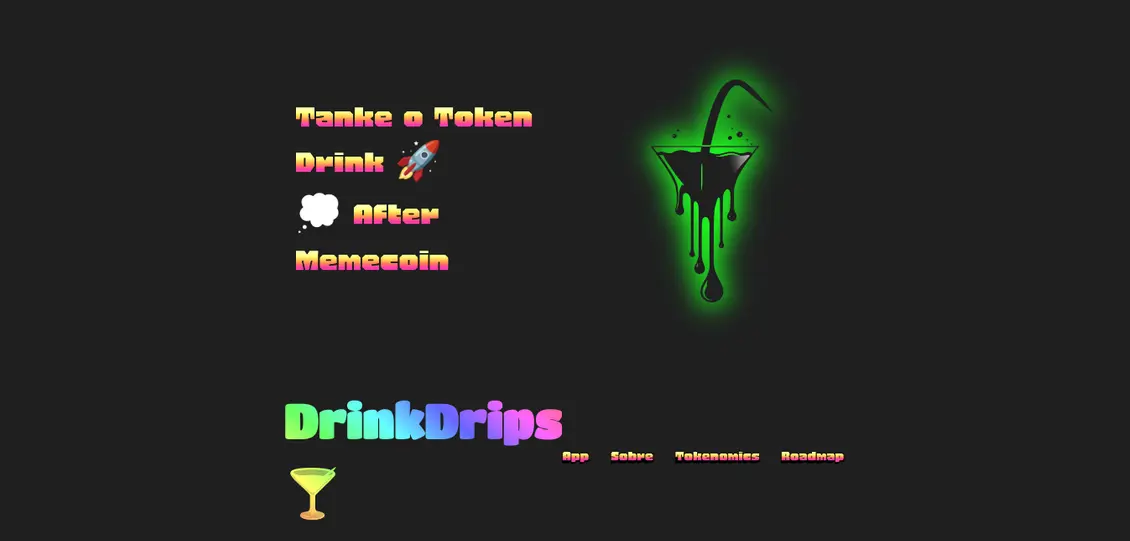 Tanke o Token
Drink 🚀
💭 After
Memecoin
DrinkDrips
App Sobre Tokenomics Roadmap